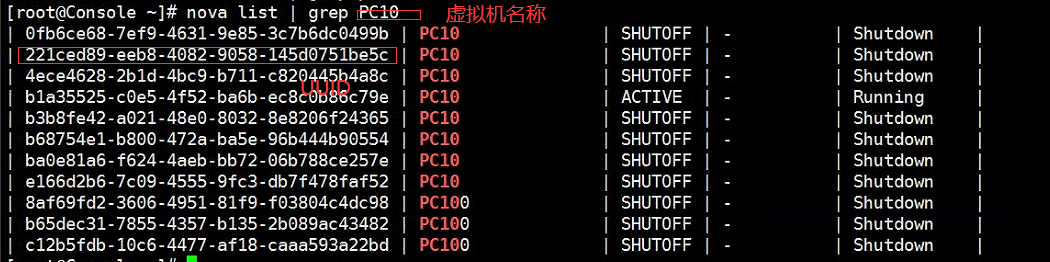 [root@Console ~]# nova list | grep PC10 虚拟机名称
| 0fb6ce68-7ef9-4631-9e85-3c7b6dc0499b | PC10 | SHUTOFF | - | Shutdown |
| 221ced89-eeb8-4082-9058-145d0751be5c | PC10 | SHUTOFF | - | Shutdown |
| 4ece4628-2b1d-4bc9-b711-c820445b4a8c | PC10 | SHUTOFF | - | Shutdown |
UUID
| b1a35525-c0e5-4f52-ba6b-ec8c0b86c79e | PC10 | ACTIVE | - | Running |
| b3b8fe42-a021-48e0-8032-8e8206f24365 | PC10 | SHUTOFF | - | Shutdown |
| b68754e1-b800-472a-ba5e-96b444b90554 | PC10 | SHUTOFF | - | Shutdown |
| ba0e81a6-f624-4aeb-bb72-06b788ce257e | PC10 | SHUTOFF | - | Shutdown |
| e166d2b6-7c09-4555-9fc3-db7f478faf52 | PC10 | SHUTOFF | - | Shutdown |
| 8af69fd2-3606-4951-81f9-f03804c4dc98 | PC100 | SHUTOFF | - | Shutdown |
| b65dec31-7855-4357-b135-2b089ac43482 | PC100 | SHUTOFF | - | Shutdown |
| c12b5fdb-10c6-4477-af18-caaa593a22bd | PC100 | SHUTOFF | - | Shutdown |
[root@Console ~]#